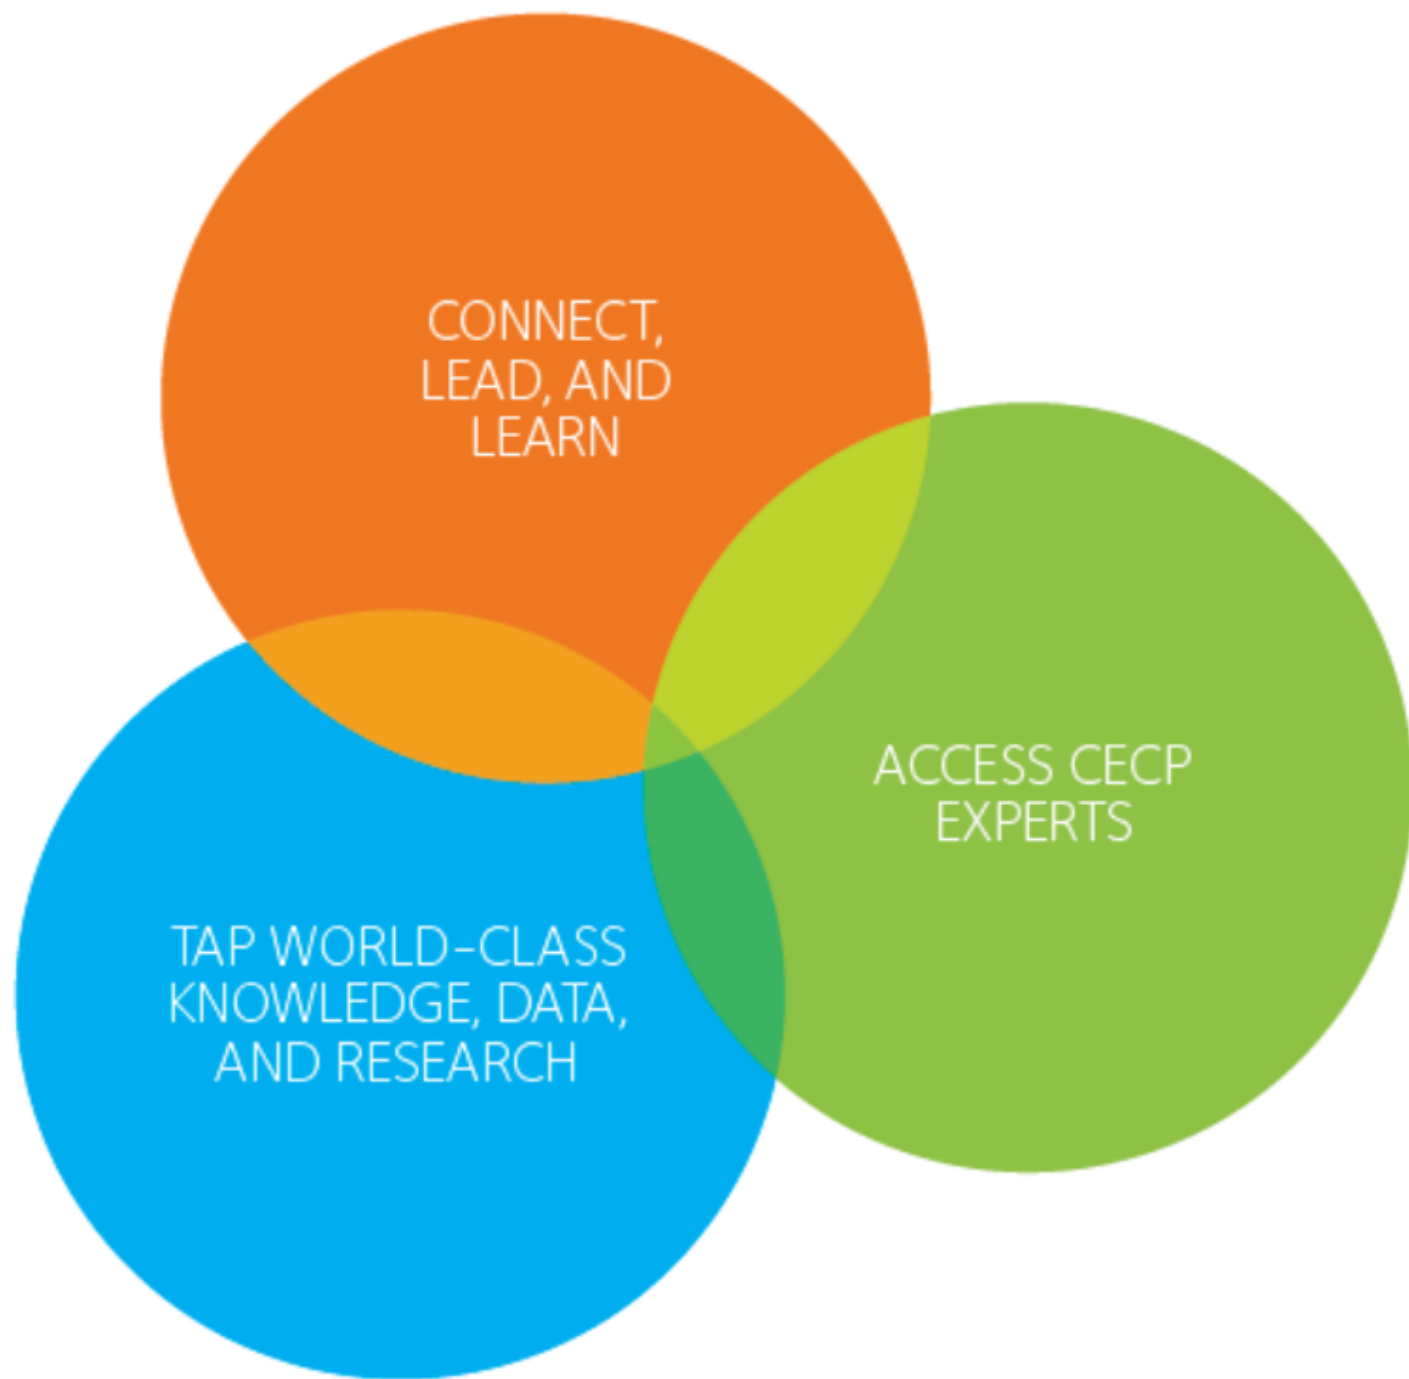 CONNECT,
LEAD, AND
LEARN
ACCESS CECP
EXPERTS
TAP WORLD-CLASS
KNOWLEDGE, DATA,
AND RESEARCH